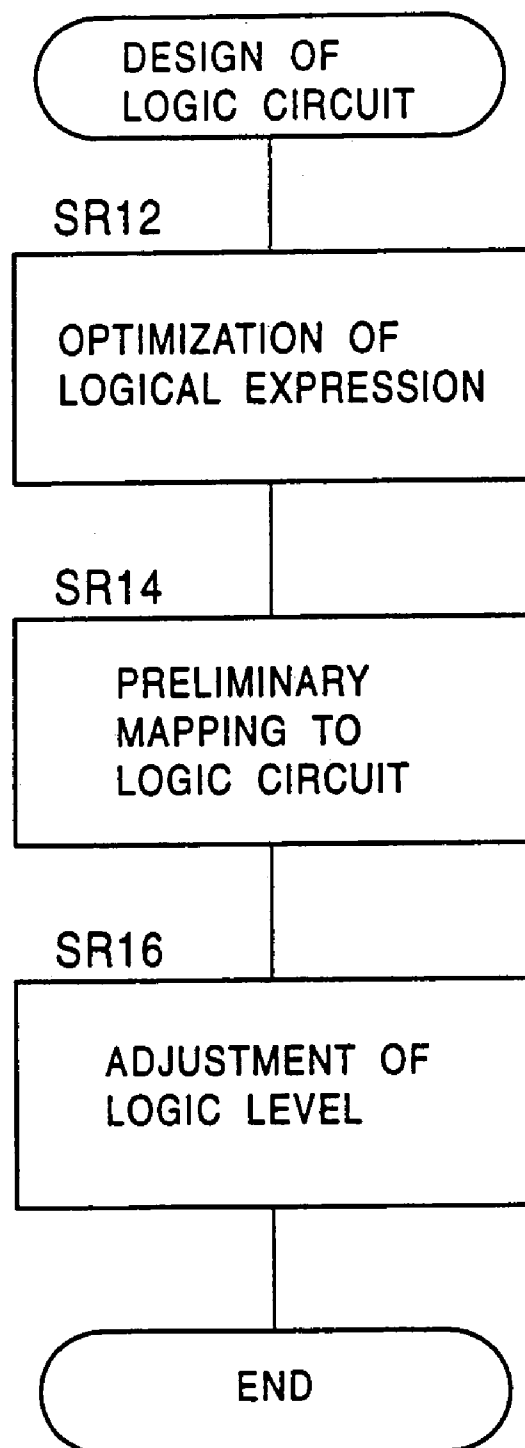 DESIGN OF
LOGIC CIRCUIT
SR12
OPTIMIZATION OF
LOGICAL EXPRESSION
SR14
PRELIMINARY
MAPPING TO
LOGIC CIRCUIT
SR16
ADJUSTMENT OF
LOGIC LEVEL
END